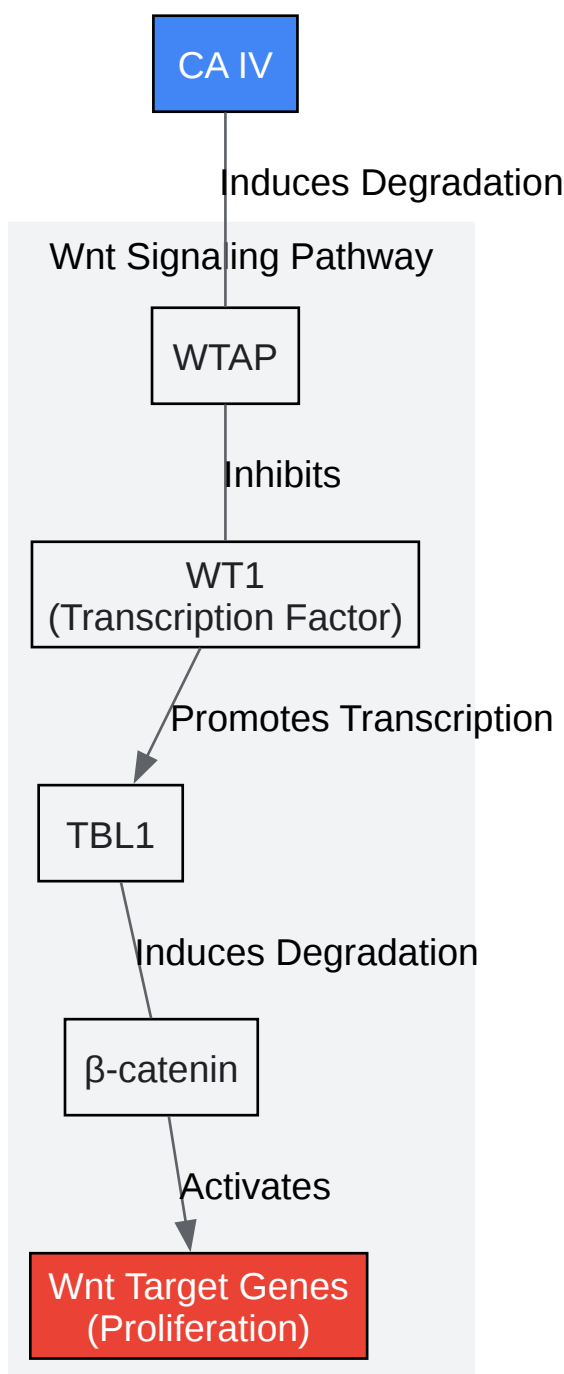 CA IV
Induces Degradation
Wnt Signaling Pathway
WTAP
Inhibits
WT1
(Transcription Factor)
Promotes Transcription
TBL1
Induces Degradation
β-catenin
Activates
Wnt Target Genes
(Proliferation)